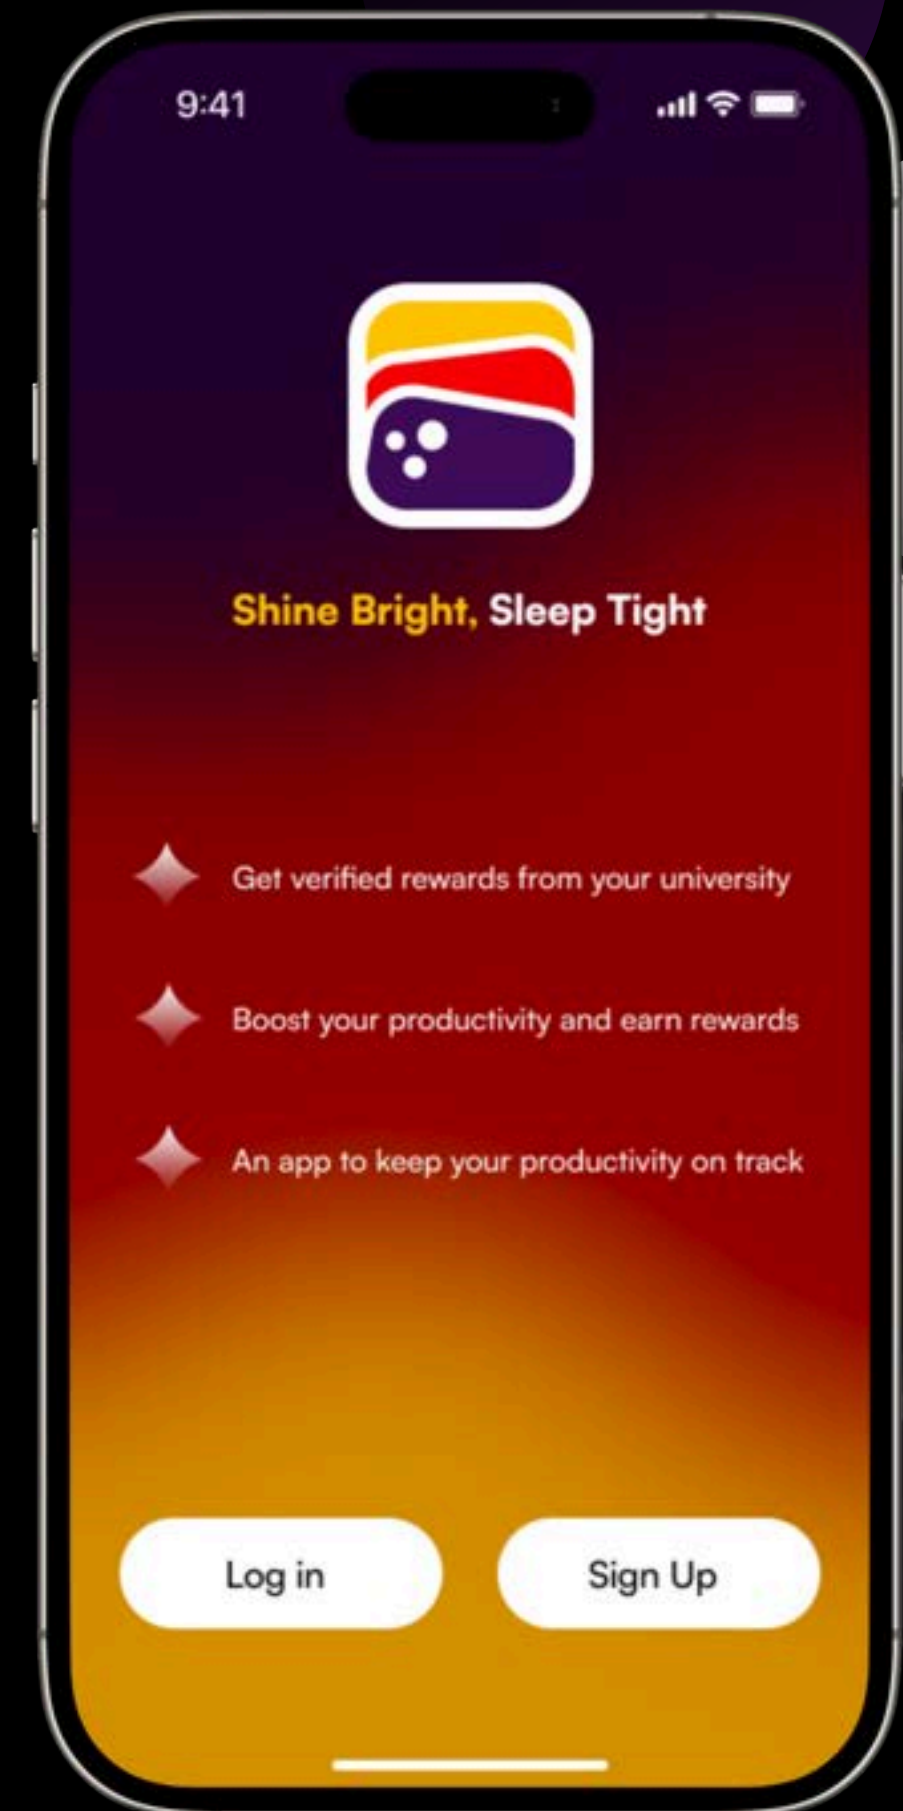 9:41
Shine Bright, Sleep Tight
Get verified rewards from your university
Boost your productivity and earn rewards
An app to keep your productivity on track
Log in
Sign Up